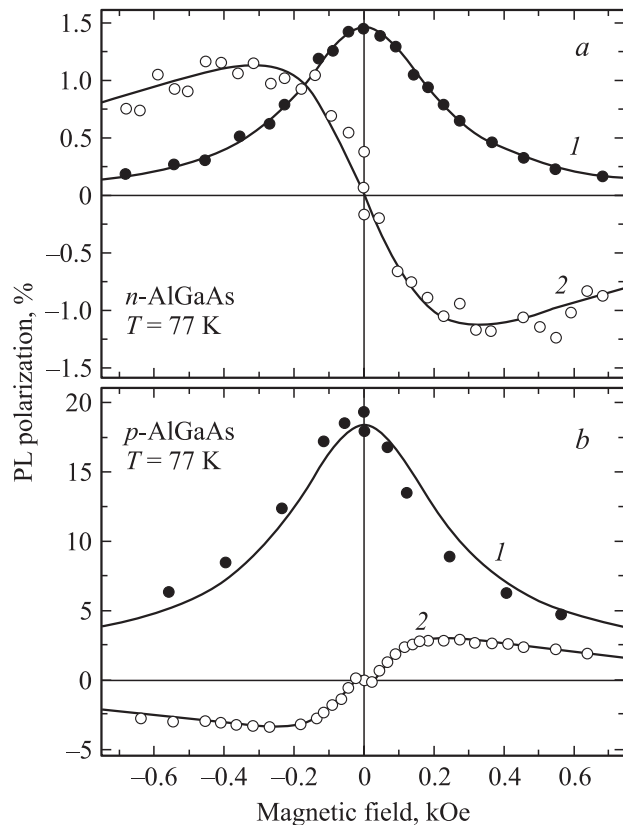 PL polarization, %
1.5
1.0
0.5
0
–0.5
–1.0
–1.5
a
1
2
n-AlGaAs
T = 77 K
20
15
10
5
0
–5
p-AlGaAs
T = 77 K
b
1
2
–0.6 –0.4 –0.2 0 0.2 0.4 0.6
Magnetic field, kOe